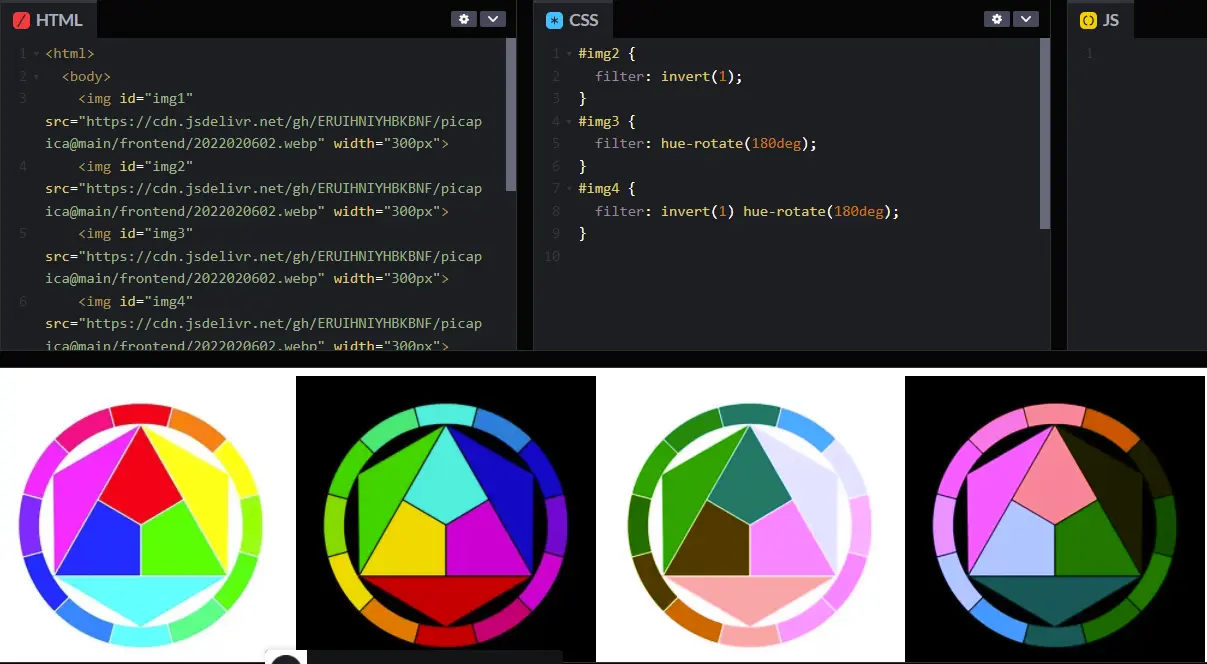 HTML
1 <html>
2 <body>
3 <img id="img1"
src="https://cdn.jsdelivr.net/gh/ERUIHNIYHBKBNF/picap
ica@main/frontend/2022020602.webp" width="300px">
4 <img id="img2"
src="https://cdn.jsdelivr.net/gh/ERUIHNIYHBKBNF/picap
ica@main/frontend/2022020602.webp" width="300px">
5 <img id="img3"
src="https://cdn.jsdelivr.net/gh/ERUIHNIYHBKBNF/picap
ica@main/frontend/2022020602.webp" width="300px">
6 <img id="img4"
src="https://cdn.jsdelivr.net/gh/ERUIHNIYHBKBNF/picap
ica@main/frontend/2022020602.webp" width="300px">
CSS
1 #img2 {
2 filter: invert(1);
3 }
4 #img3 {
5 filter: hue-rotate(180deg);
6 }
7 #img4 {
8 filter: invert(1) hue-rotate(180deg);
9 }
10
JS
1